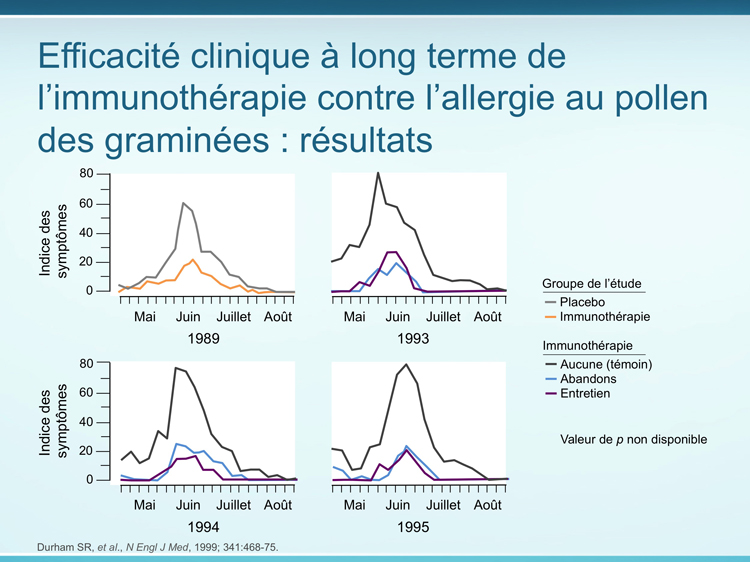 Efficacité clinique à long terme de
l’immunothérapie contre l’allergie au pollen
des graminées : résultats
80
60
40
20
0
Indice des
symptômes
Mai Juin Juillet Août
1989
Mai Juin Juillet Août
1993
Groupe de l’étude
Placebo
Immunothérapie
Immunothérapie
Aucune (témoin)
Abandons
Entretien
Valeur de p non disponible
80
60
40
20
0
Indice des
symptômes
Mai Juin Juillet Août
1994
Mai Juin Juillet Août
1995
Durham SR, et al., N Engl J Med, 1999; 341:468-75.